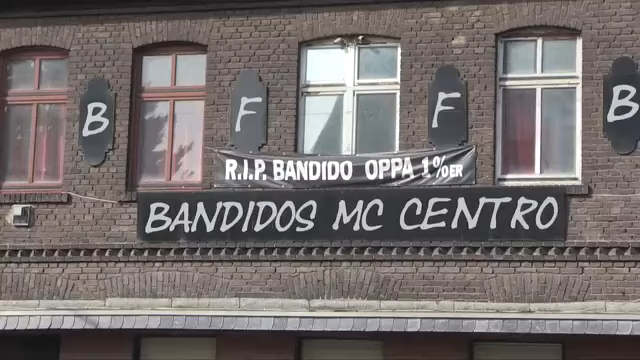 B F F B
R.I.P. BANDIDO OPPA 1%ER
BANDIDOS MC CENTRO